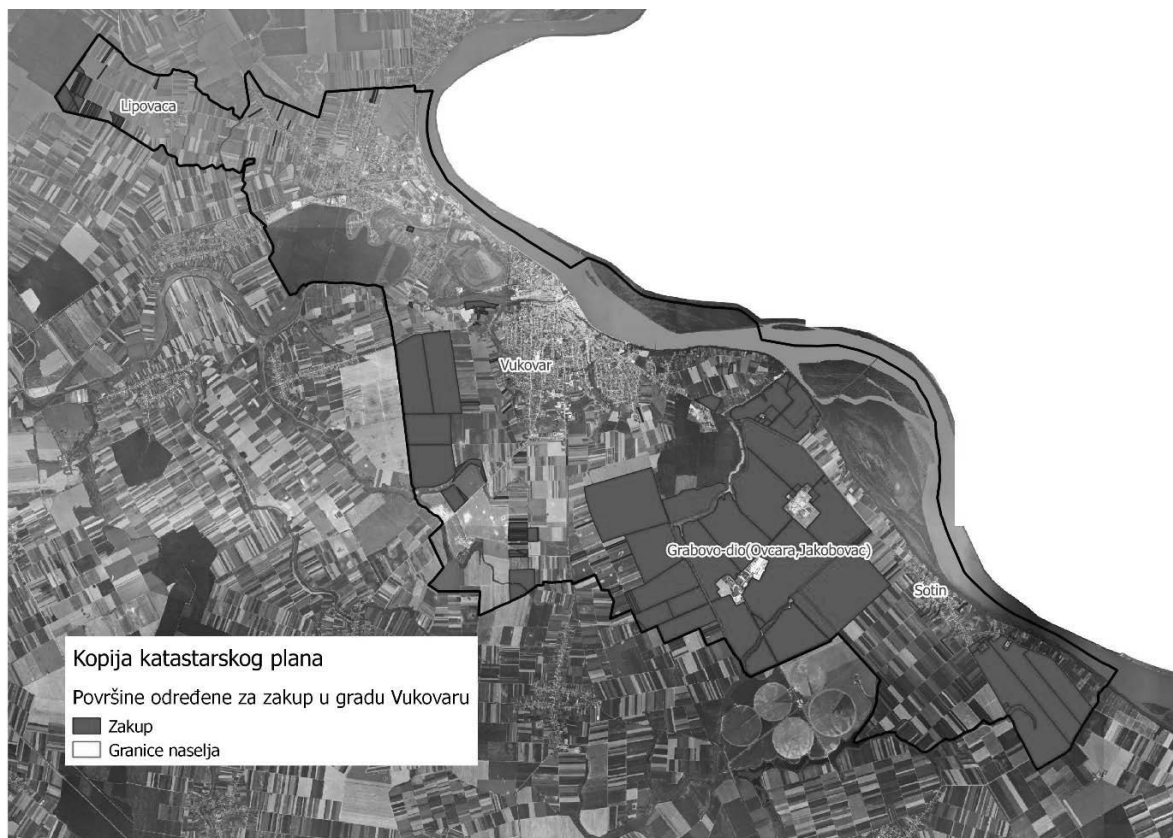 Lipovaca
Vukovar
Grabovo-dio(Ovcara,Jakobovac)
Sotin
Kopija katastarskog plana
Površine određene za zakup u gradu Vukovaru
Zakup
Granice naselja